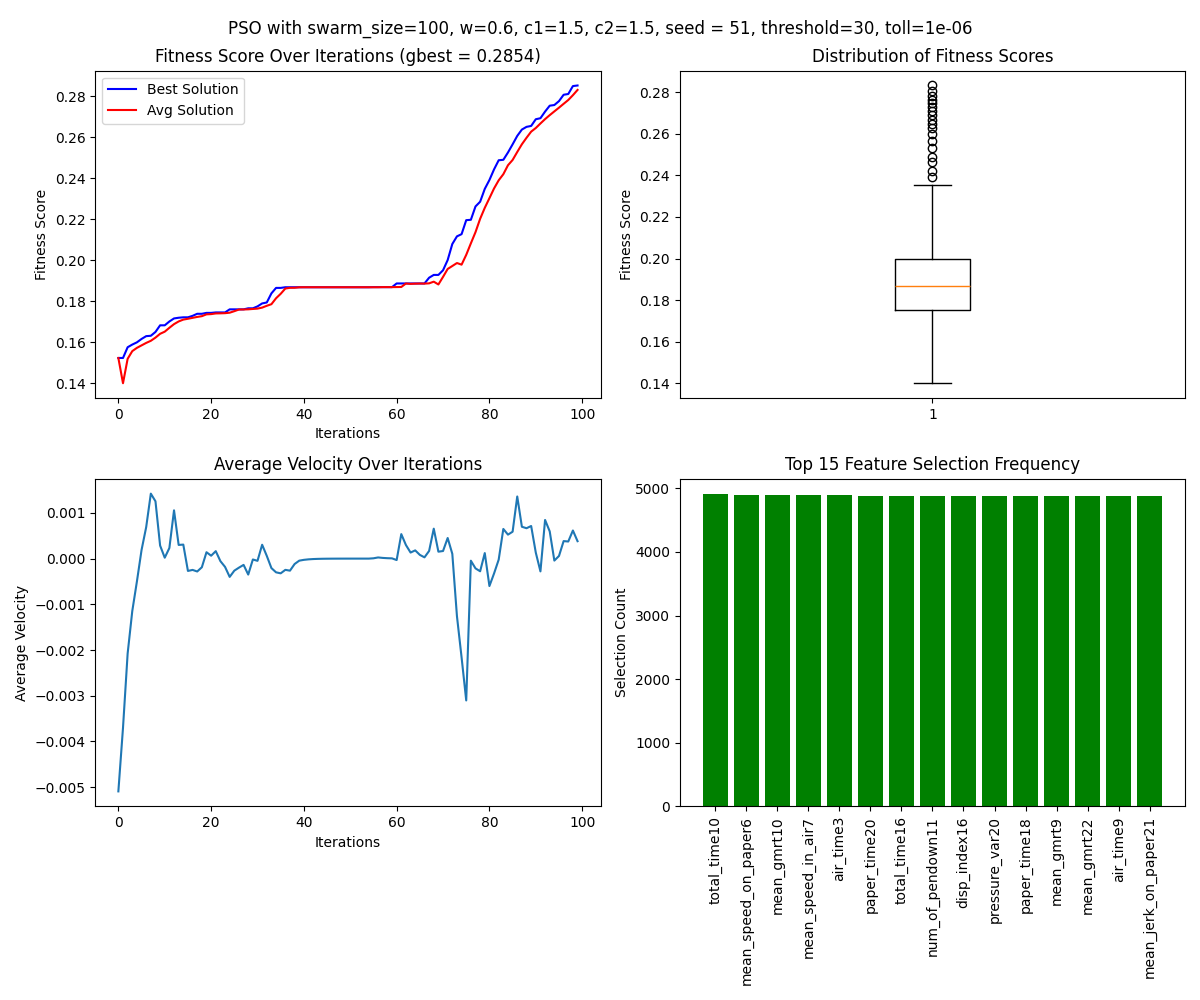 PSO with swarm_size=100, w=0.6, c1=1.5, c2=1.5, seed = 51, threshold=30, toll=1e-06
Fitness Score Over Iterations (gbest = 0.2854)
Best Solution
Avg Solution
0.28
0.26
0.24
0.22
0.20
0.18
0.16
0.14
Fitness Score
0 20 40 60 80 100
Iterations
Distribution of Fitness Scores
0.28
0.26
0.24
0.22
0.20
0.18
0.16
0.14
Fitness Score
1
Average Velocity Over Iterations
0.001
0.000
−0.001
−0.002
−0.003
−0.004
−0.005
Average Velocity
0 20 40 60 80 100
Iterations
Top 15 Feature Selection Frequency
5000
4000
3000
2000
1000
0
Selection Count
total_time10
mean_speed_on_paper6
mean_gmrt10
mean_speed_in_air7
air_time3
paper_time20
total_time16
num_of_pendown11
disp_index16
pressure_var20
paper_time18
mean_gmrt9
mean_gmrt22
air_time9
mean_jerk_on_paper21